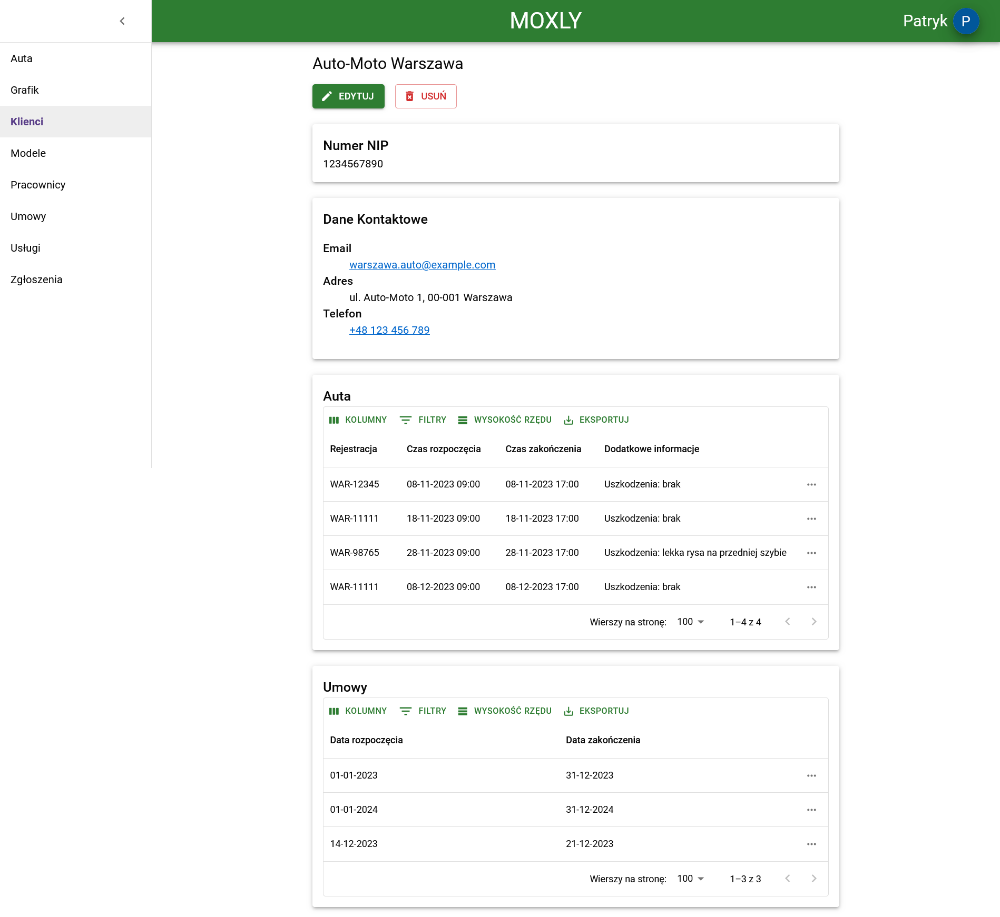 MOXLY
Patryk P
Auta
Grafik
Klienci
Modele
Pracownicy
Umowy
Usługi
Zgłoszenia
Auto-Moto Warszawa
EDYTUJ USUŃ
Numer NIP
1234567890
Dane Kontaktowe
Email
warszawa.auto@example.com
Adres
ul. Auto-Moto 1, 00-001 Warszawa
Telefon
+48 123 456 789
Auta
KOLUMNY FILTRY WYSOKOŚĆ RZĘDU EKSPORTUJ
Rejestracja Czas rozpoczęcia Czas zakończenia Dodatkowe informacje
WAR-12345 08-11-2023 09:00 08-11-2023 17:00 Uszkodzenia: brak
WAR-11111 18-11-2023 09:00 18-11-2023 17:00 Uszkodzenia: brak
WAR-98765 28-11-2023 09:00 28-11-2023 17:00 Uszkodzenia: lekka rysa na przedniej szybie
WAR-11111 08-12-2023 09:00 08-12-2023 17:00 Uszkodzenia: brak
Wierszy na stronę: 100 1–4 z 4
Umowy
KOLUMNY FILTRY WYSOKOŚĆ RZĘDU EKSPORTUJ
Data rozpoczęcia Data zakończenia
01-01-2023 31-12-2023
01-01-2024 31-12-2024
14-12-2023 21-12-2023
Wierszy na stronę: 100 1–3 z 3